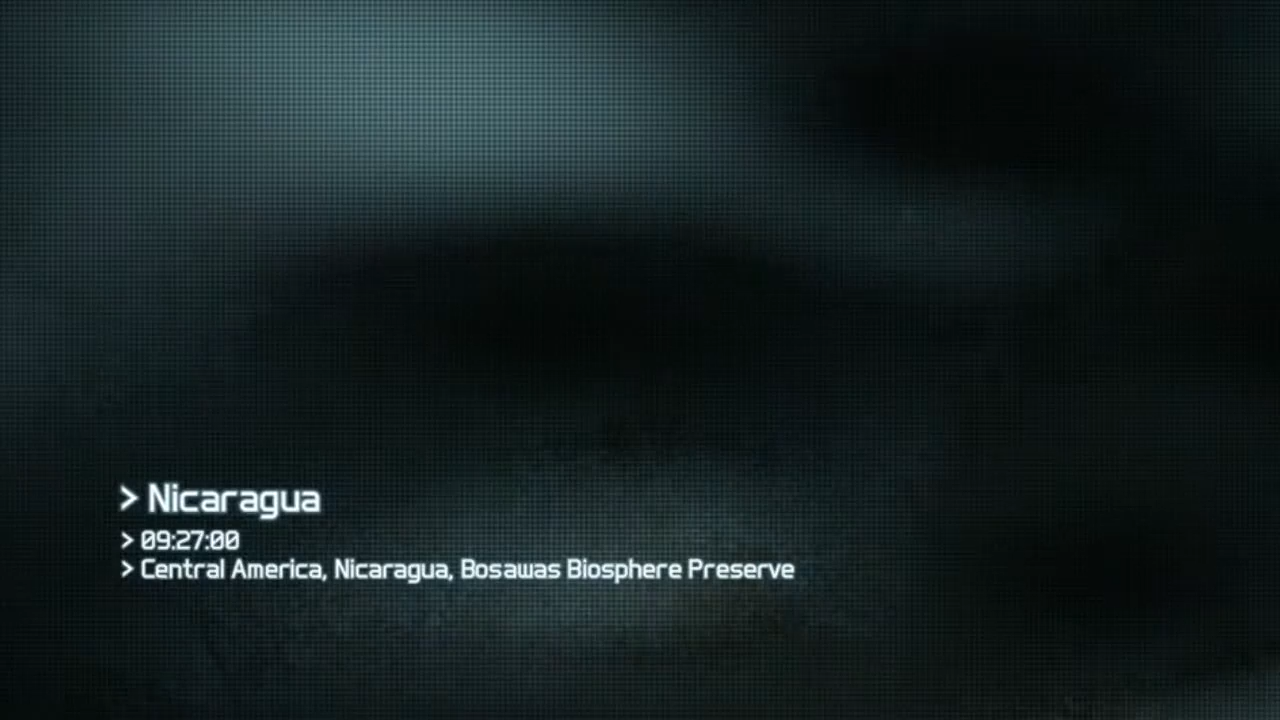 > Nicaragua
> 09:27:00
> Central America, Nicaragua, Bosawas Biosphere Preserve